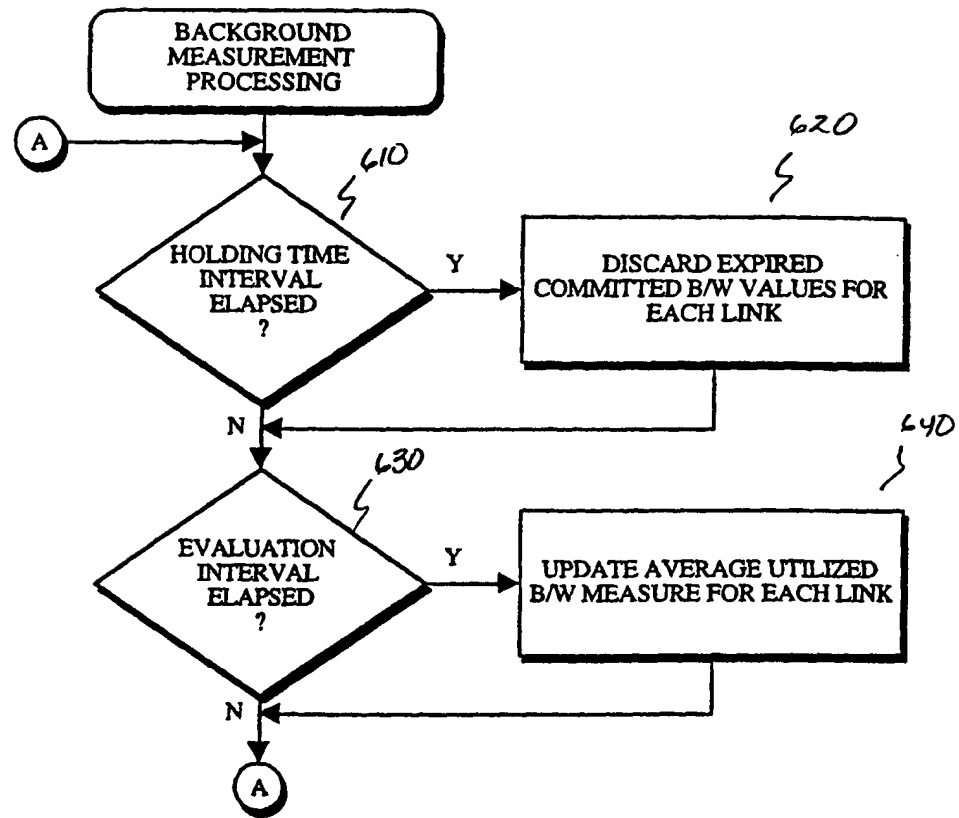 BACKGROUND
MEASUREMENT
PROCESSING
A
610
620
HOLDING TIME
INTERVAL
ELAPSED
?
Y
DISCARD EXPIRED
COMMITTED B/W VALUES FOR
EACH LINK
N
630
640
EVALUATION
INTERVAL
ELAPSED
?
Y
UPDATE AVERAGE UTILIZED
B/W MEASURE FOR EACH LINK
N
A